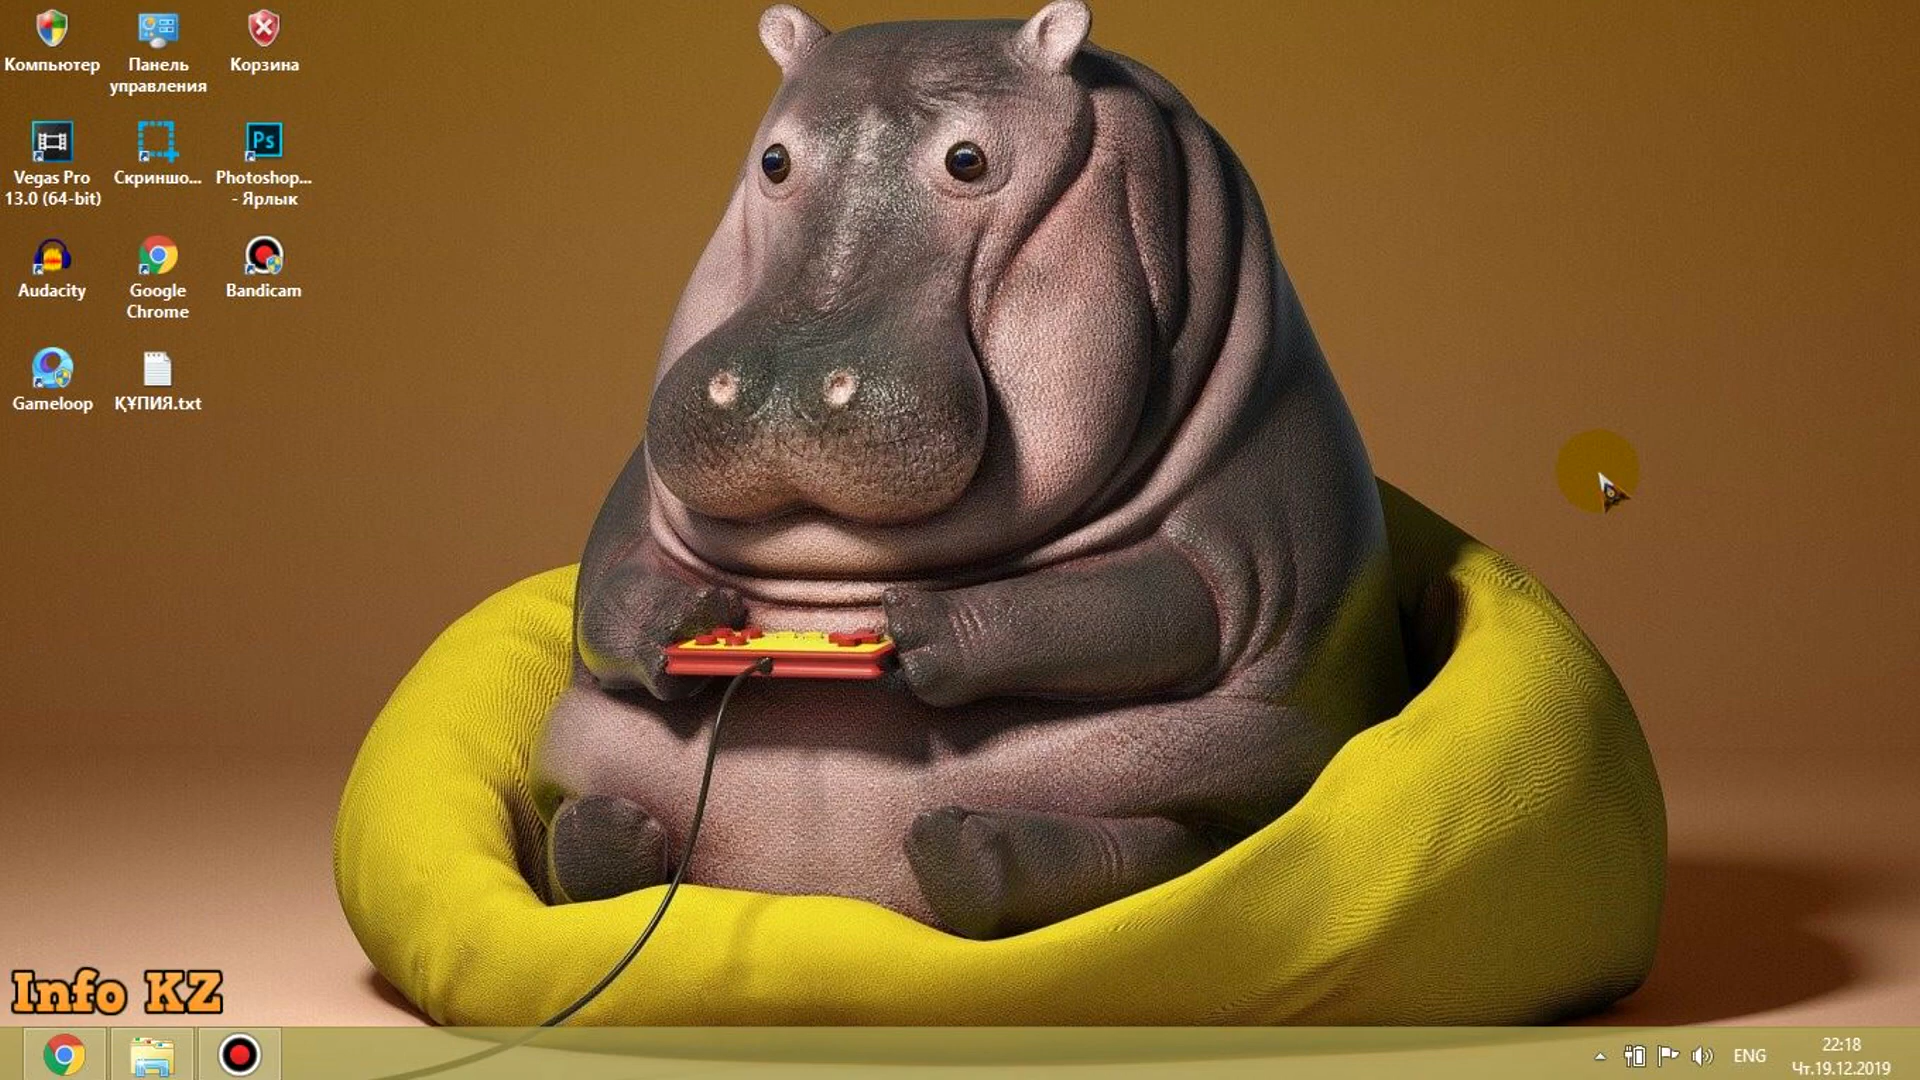 Компьютер
Панель
управления
Корзина
Vegas Pro
13.0 (64-bit)
Скриншо...
Photoshop...
- Ярлык
Ps
Audacity
Google
Chrome
Bandicam
Gameloop
ҚҰПИЯ.txt
Info KZ
ENG
22:18
Чт.19.12.2019